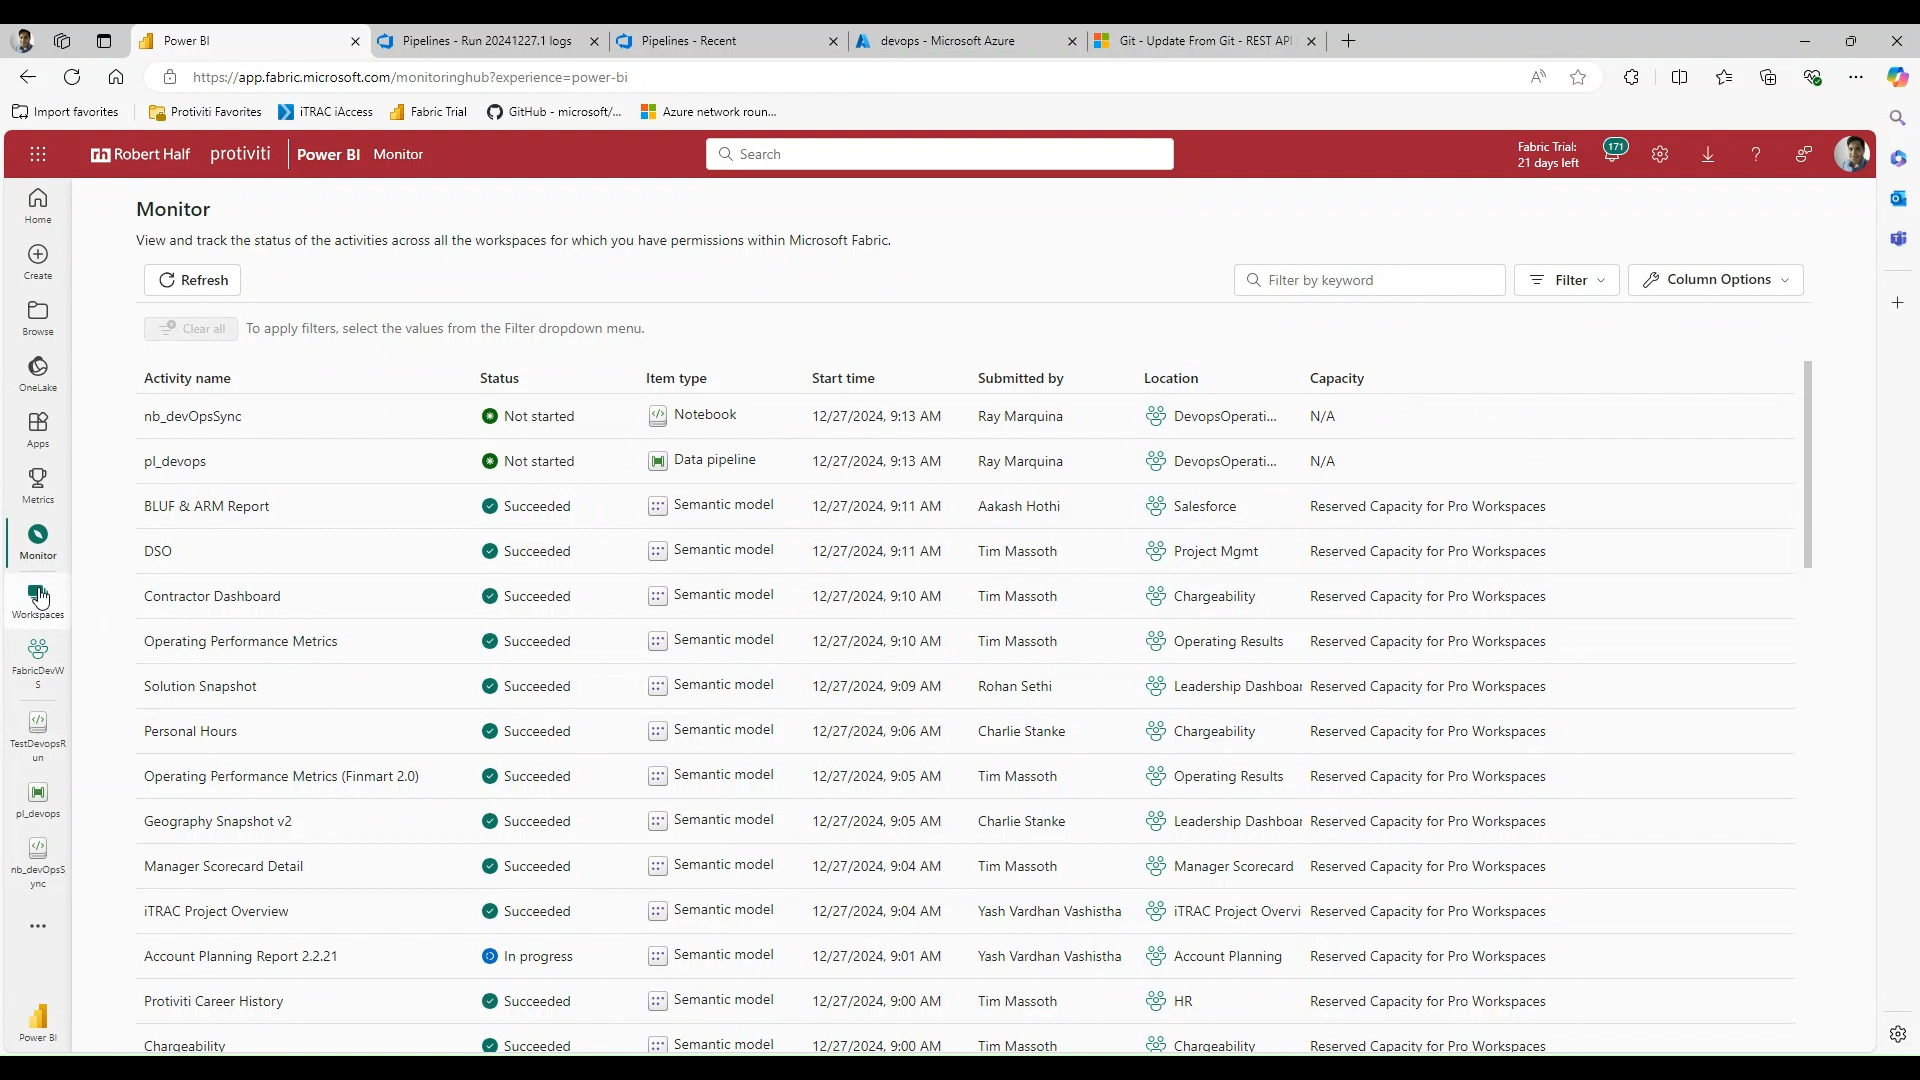 Power BI
Pipelines - Run 20241227.1 logs
Pipelines - Recent
devops - Microsoft Azure
Git - Update From Git - REST API
https://app.fabric.microsoft.com/monitoringhub?experience=power-bi
Import favorites
Protiviti Favorites
iTRAC iAccess
Fabric Trial
GitHub - microsoft/...
Azure network roun...
rh Robert Half protiviti Power BI Monitor
Search
Fabric Trial:
21 days left
171
Home
Create
Browse
OneLake
Apps
Metrics
Monitor
Workspaces
FabricDevW
S
TestDevopsR
un
pl_devops
nb_devOpsS
ync
Power BI
Monitor
View and track the status of the activities across all the workspaces for which you have permissions within Microsoft Fabric.
Refresh
Filter by keyword
Filter
Column Options
Clear all To apply filters, select the values from the Filter dropdown menu.
Activity name Status Item type Start time Submitted by Location Capacity
nb_devOpsSync Not started Notebook 12/27/2024, 9:13 AM Ray Marquina DevopsOperati... N/A
pl_devops Not started Data pipeline 12/27/2024, 9:13 AM Ray Marquina DevopsOperati... N/A
BLUF & ARM Report Succeeded Semantic model 12/27/2024, 9:11 AM Aakash Hothi Salesforce Reserved Capacity for Pro Workspaces
DSO Succeeded Semantic model 12/27/2024, 9:11 AM Tim Massoth Project Mgmt Reserved Capacity for Pro Workspaces
Contractor Dashboard Succeeded Semantic model 12/27/2024, 9:10 AM Tim Massoth Chargeability Reserved Capacity for Pro Workspaces
Operating Performance Metrics Succeeded Semantic model 12/27/2024, 9:10 AM Tim Massoth Operating Results Reserved Capacity for Pro Workspaces
Solution Snapshot Succeeded Semantic model 12/27/2024, 9:09 AM Rohan Sethi Leadership Dashboar Reserved Capacity for Pro Workspaces
Personal Hours Succeeded Semantic model 12/27/2024, 9:06 AM Charlie Stanke Chargeability Reserved Capacity for Pro Workspaces
Operating Performance Metrics (Finmart 2.0) Succeeded Semantic model 12/27/2024, 9:05 AM Tim Massoth Operating Results Reserved Capacity for Pro Workspaces
Geography Snapshot v2 Succeeded Semantic model 12/27/2024, 9:05 AM Charlie Stanke Leadership Dashboar Reserved Capacity for Pro Workspaces
Manager Scorecard Detail Succeeded Semantic model 12/27/2024, 9:04 AM Tim Massoth Manager Scorecard Reserved Capacity for Pro Workspaces
iTRAC Project Overview Succeeded Semantic model 12/27/2024, 9:04 AM Yash Vardhan Vashistha iTRAC Project Overvi Reserved Capacity for Pro Workspaces
Account Planning Report 2.2.21 In progress Semantic model 12/27/2024, 9:01 AM Yash Vardhan Vashistha Account Planning Reserved Capacity for Pro Workspaces
Protiviti Career History Succeeded Semantic model 12/27/2024, 9:00 AM Tim Massoth HR Reserved Capacity for Pro Workspaces
Chargeability Succeeded Semantic model 12/27/2024, 9:00 AM Tim Massoth Chargeability Reserved Capacity for Pro Workspaces